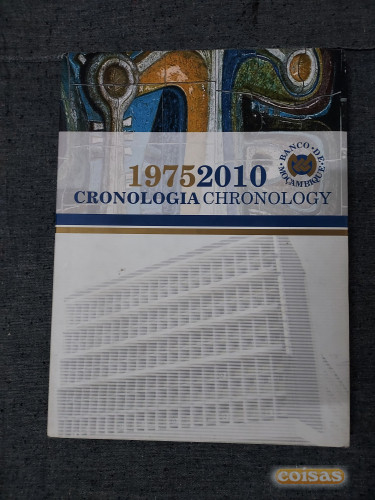 19752010
BANCO DE MOÇAMBIQUE
CRONOLOGIA CHRONOLOGY
coisas